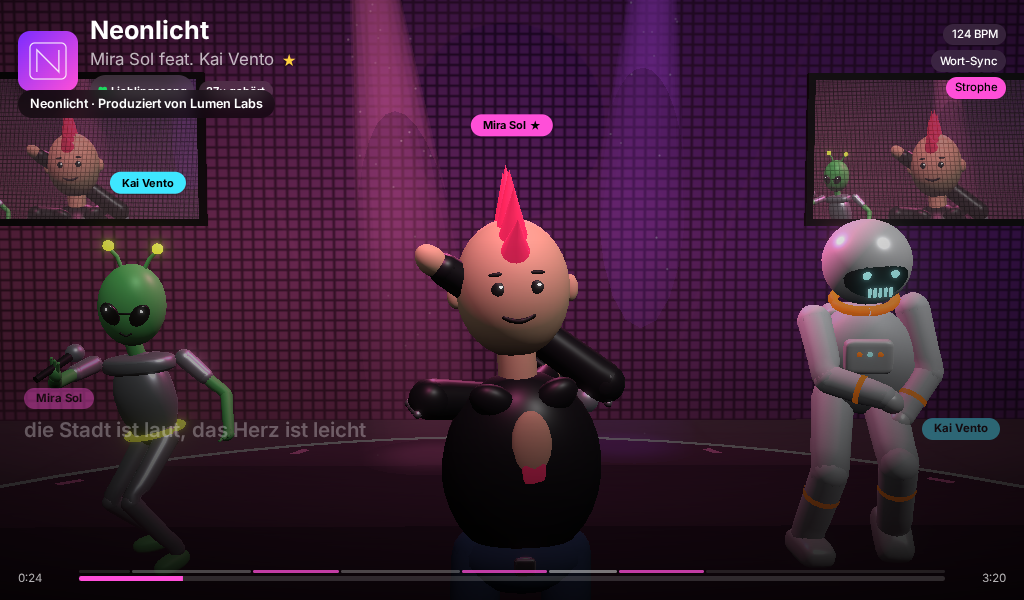 Neonlicht
Mira Sol feat. Kai Vento ★
Neonlicht · Produziert von Lumen Labs
124 BPM
Wort-Sync
Strophe
Mira Sol ★
Kai Vento
Mira Sol
die Stadt ist laut, das Herz ist leicht
Kai Vento
0:24
3:20